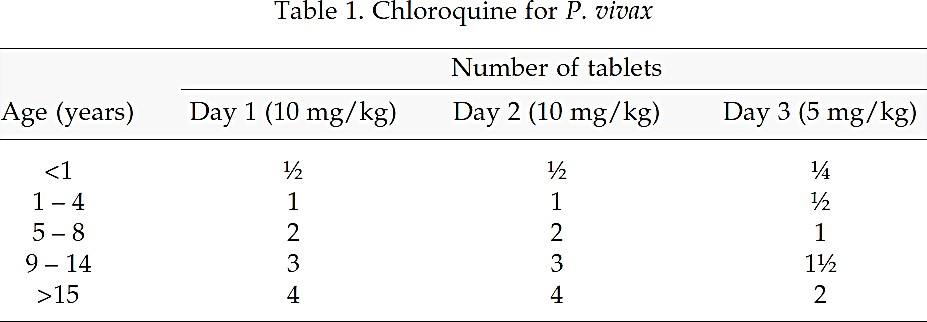 Table 1. Chloroquine for P. vivax
Number of tablets
Age (years) Day 1 (10 mg/kg) Day 2 (10 mg/kg) Day 3 (5 mg/kg)
<1 ½ ½ ¼
1 – 4 1 1 ½
5 – 8 2 2 1
9 – 14 3 3 1½
>15 4 4 2